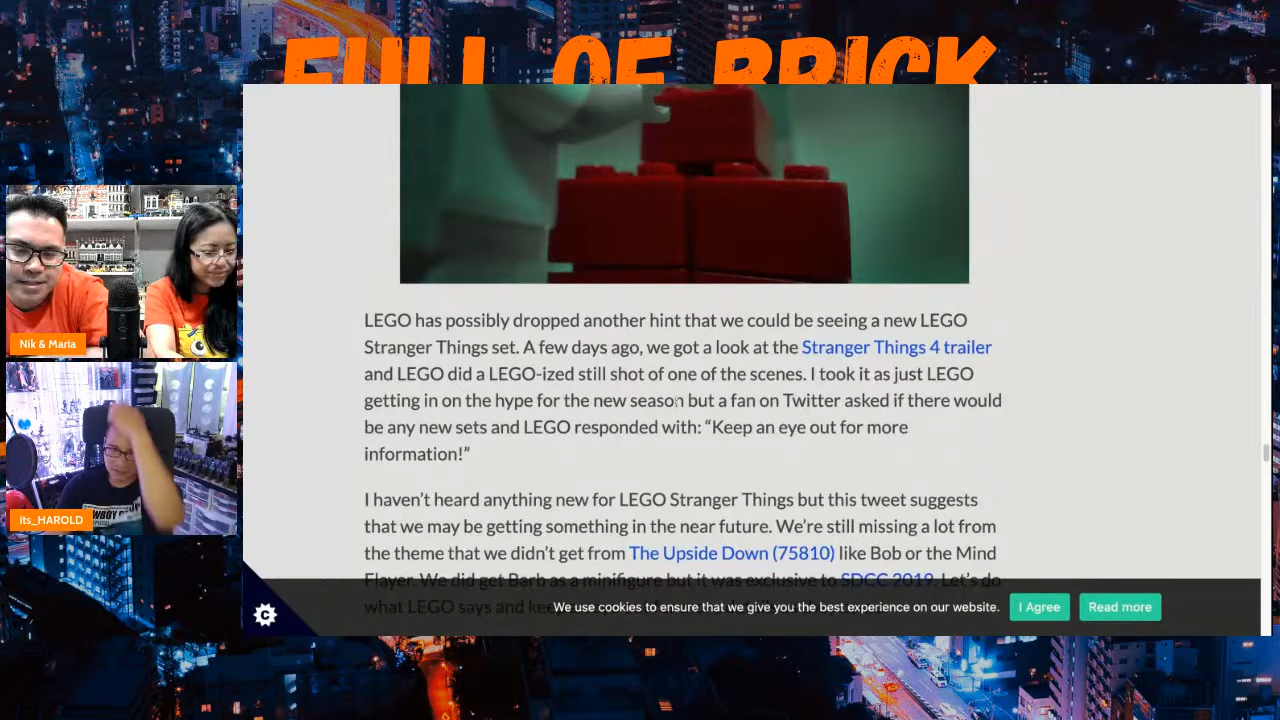 FULL OF BRICK
LEGO has possibly dropped another hint that we could be seeing a new LEGO
Stranger Things set. A few days ago, we got a look at the Stranger Things 4 trailer
and LEGO did a LEGO-ized still shot of one of the scenes. I took it as just LEGO
getting in on the hype for the new season but a fan on Twitter asked if there would
be any new sets and LEGO responded with: “Keep an eye out for more
information!”
I haven’t heard anything new for LEGO Stranger Things but this tweet suggests
that we may be getting something in the near future. We’re still missing a lot from
the theme that we didn’t get from The Upside Down (75810) like Bob or the Mind
Flayer. We did get Barb as a minifigure but it was exclusive to SDCC 2019. Let’s do
what LEGO says and
We use cookies to ensure that we give you the best experience on our website.
I Agree
Read more
Nik & Marla
its_HAROLD